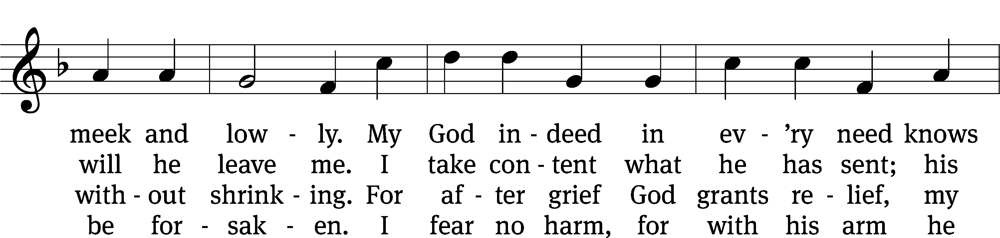 meek and low - ly. My God in - deed in ev - ’ry need knows
will he leave me. I take con - tent what he has sent; his
with - out shrink - ing. For af - ter grief God grants re - lief, my
be for - sak - en. I fear no harm, for with his arm he